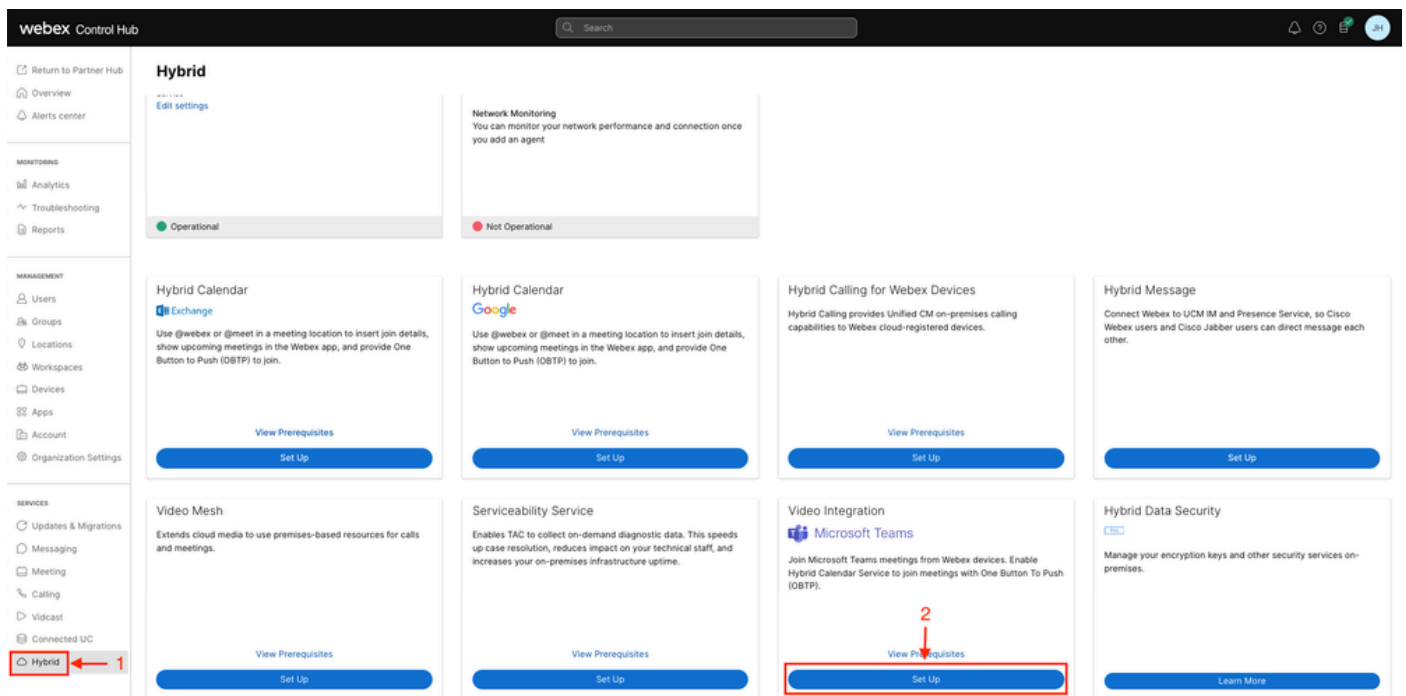 webex Control Hub
Search
JH
Return to Partner Hub
Overview
Alerts center
MONITORING
Analytics
Troubleshooting
Reports
MANAGEMENT
Users
Groups
Locations
Workspaces
Devices
Apps
Account
Organization Settings
SERVICES
Updates & Migrations
Messaging
Meeting
Calling
Vidcast
Connected UC
Hybrid
1
Hybrid
Edit settings
Operational
Network Monitoring
You can monitor your network performance and connection once
you add an agent
Not Operational
Hybrid Calendar
Exchange
Use @webex or @meet in a meeting location to insert join details,
show upcoming meetings in the Webex app, and provide One
Button to Push (OBTP) to join.
View Prerequisites
Set Up
Hybrid Calendar
Google
Use @webex or @meet in a meeting location to insert join details,
show upcoming meetings in the Webex app, and provide One
Button to Push (OBTP) to join.
View Prerequisites
Set Up
Hybrid Calling for Webex Devices
Hybrid Calling provides Unified CM on-premises calling
capabilities to Webex cloud-registered devices.
View Prerequisites
Set Up
Hybrid Message
Connect Webex to UCM IM and Presence Service, so Cisco
Webex users and Cisco Jabber users can direct message each
other.
Set Up
Video Mesh
Extends cloud media to use premises-based resources for calls
and meetings.
View Prerequisites
Set Up
Serviceability Service
Enables TAC to collect on-demand diagnostic data. This speeds
up case resolution, reduces impact on your technical staff, and
increases your on-premises infrastructure uptime.
View Prerequisites
Set Up
Video Integration
Microsoft Teams
Join Microsoft Teams meetings from Webex devices. Enable
Hybrid Calendar Service to join meetings with One Button To Push
(OBTP).
2
View Prerequisites
Set Up
Hybrid Data Security
Manage your encryption keys and other security services on-
premises.
Learn More